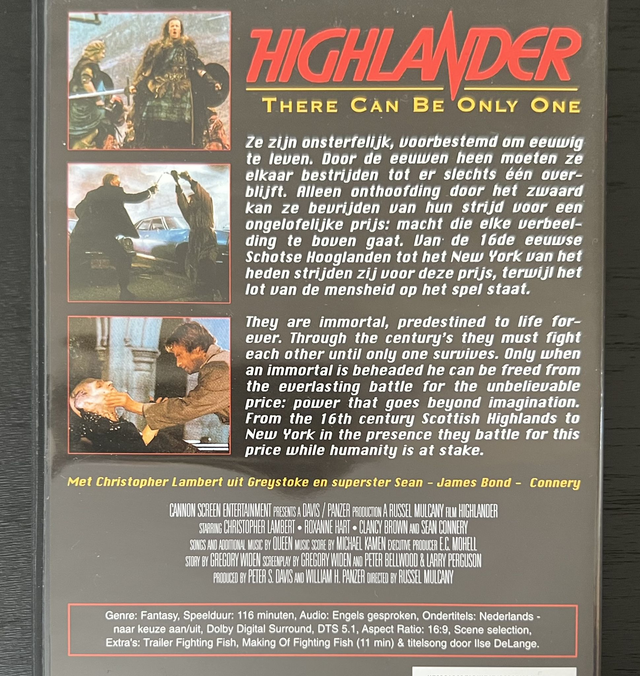 HIGHLANDER
THERE CAN BE ONLY ONE
Ze zijn onsterfelijk, voorbestemd om eeuwig
te leven. Door de eeuwen heen moeten ze
elkaar bestrijden tot er slechts één over-
blijft. Alleen onthoofding door het zwaard
kan ze bevrijden van hun strijd voor een
ongelofelijke prijs: macht die elke verbeel-
ding te boven gaat. Van de 16de eeuwse
Schotse Hooglanden tot het New York van het
heden strijden zij voor deze prijs, terwijl het
lot van de mensheid op het spel staat.
They are immortal, predestined to life for-
ever. Through the century's they must fight
each other until only one survives. Only when
an immortal is beheaded he can be freed from
the everlasting battle for the unbelievable
price: power that goes beyond imagination.
From the 16th century Scottish Highlands to
New York in the presence they battle for this
price while humanity is at stake.
Met Christopher Lambert uit Greystoke en superster Sean - James Bond - Connery
CANNON SCREEN ENTERTAINMENT PRESENTS A DAVIS / PANZER PRODUCTION A RUSSEL MULCANY FILM HIGHLANDER
STARRING CHRISTOPHER LAMBERT • ROXANNE HART • CLANCY BROWN AND SEAN CONNERY
SONGS AND ADDITIONAL MUSIC BY QUEEN MUSIC SCORE BY MICHAEL KAMEN EXECUTIVE PRODUCER E.C. MOHELL
STORY BY GREGORY WIDEN SCREENPLAY BY GREGORY WIDEN AND PETER BELLWOOD & LARRY PERGUSON
PRODUCED BY PETER S. DAVIS AND WILLIAM H. PANZER DIRECTED BY RUSSEL MULCANY
Genre: Fantasy, Speelduur: 116 minuten, Audio: Engels gesproken, Ondertitels: Nederlands -
naar keuze aan/uit, Dolby Digital Surround, DTS 5.1, Aspect Ratio: 16:9, Scene selection,
Extra's: Trailer Fighting Fish, Making Of Fighting Fish (11 min) & titelsong door Ilse DeLange.